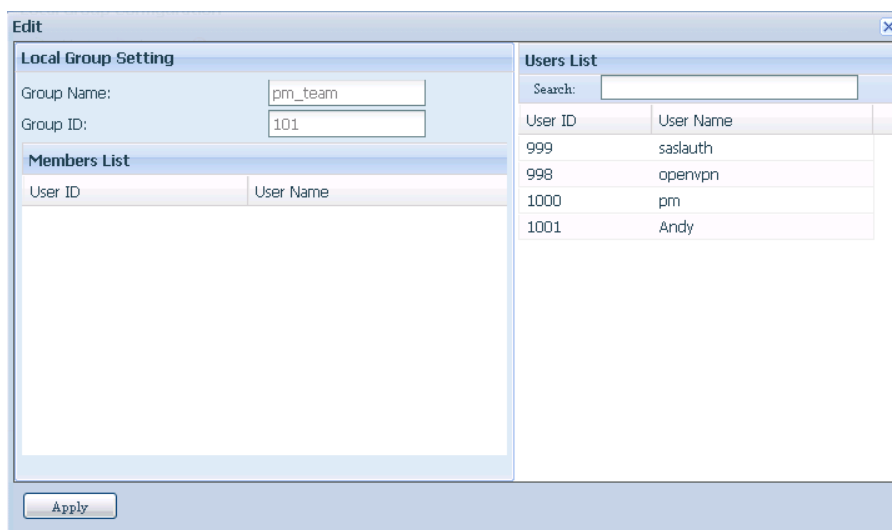 Edit
Local Group Setting
Group Name: pm_team
Group ID: 101
Members List
User ID User Name
Users List
Search:
User ID User Name
999 saslauth
998 openvpn
1000 pm
1001 Andy
Apply